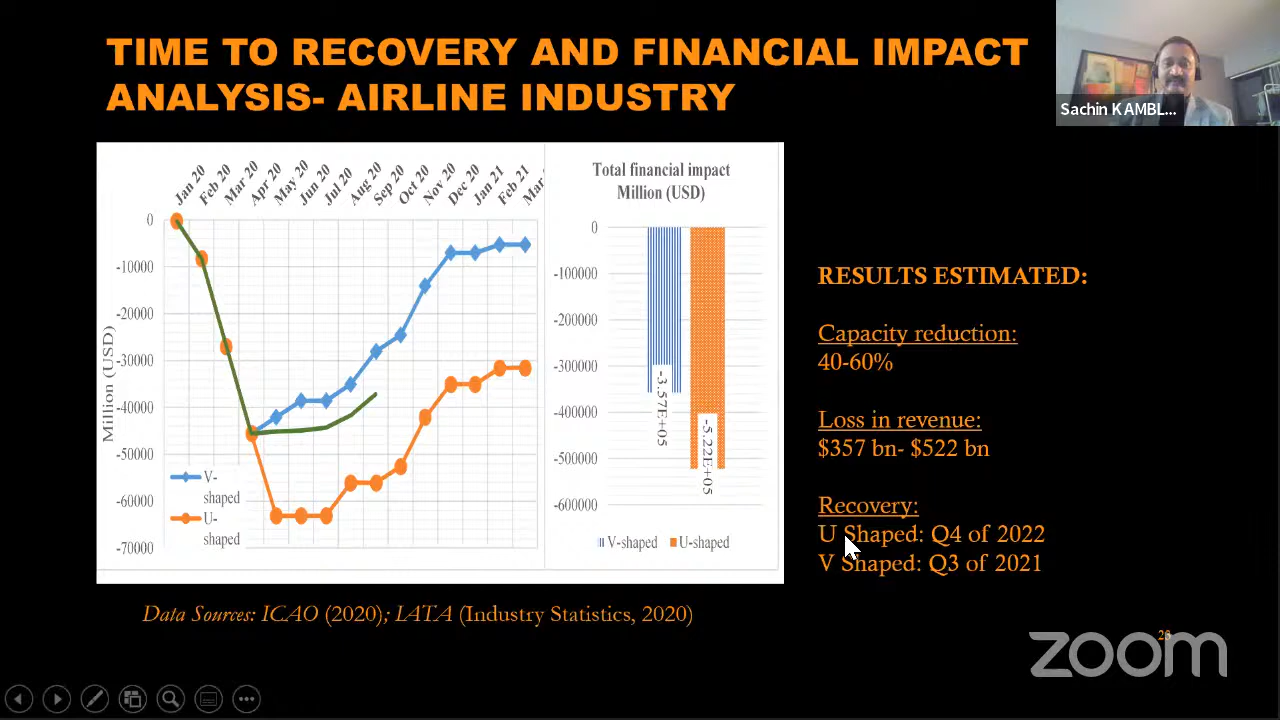 TIME TO RECOVERY AND FINANCIAL IMPACT
ANALYSIS- AIRLINE INDUSTRY
Sachin KAMBL...
Jan 20
Feb 20
Mar 20
Apr 20
May 20
Jun 20
Jul 20
Aug 20
Sep 20
Oct 20
Nov 20
Dec 20
Jan 21
Feb 21
Mar
0
-10000
-20000
-30000
-40000
-50000
-60000
-70000
Million (USD)
V-
shaped
U-
shaped
Total financial impact
Million (USD)
0
-100000
-200000
-300000
-400000
-500000
-600000
-3.57E+05
-5.22E+05
V-shaped
U-shaped
RESULTS ESTIMATED:
Capacity reduction:
40-60%
Loss in revenue:
$357 bn- $522 bn
Recovery:
U Shaped: Q4 of 2022
V Shaped: Q3 of 2021
Data Sources: ICAO (2020); IATA (Industry Statistics, 2020)
zoom